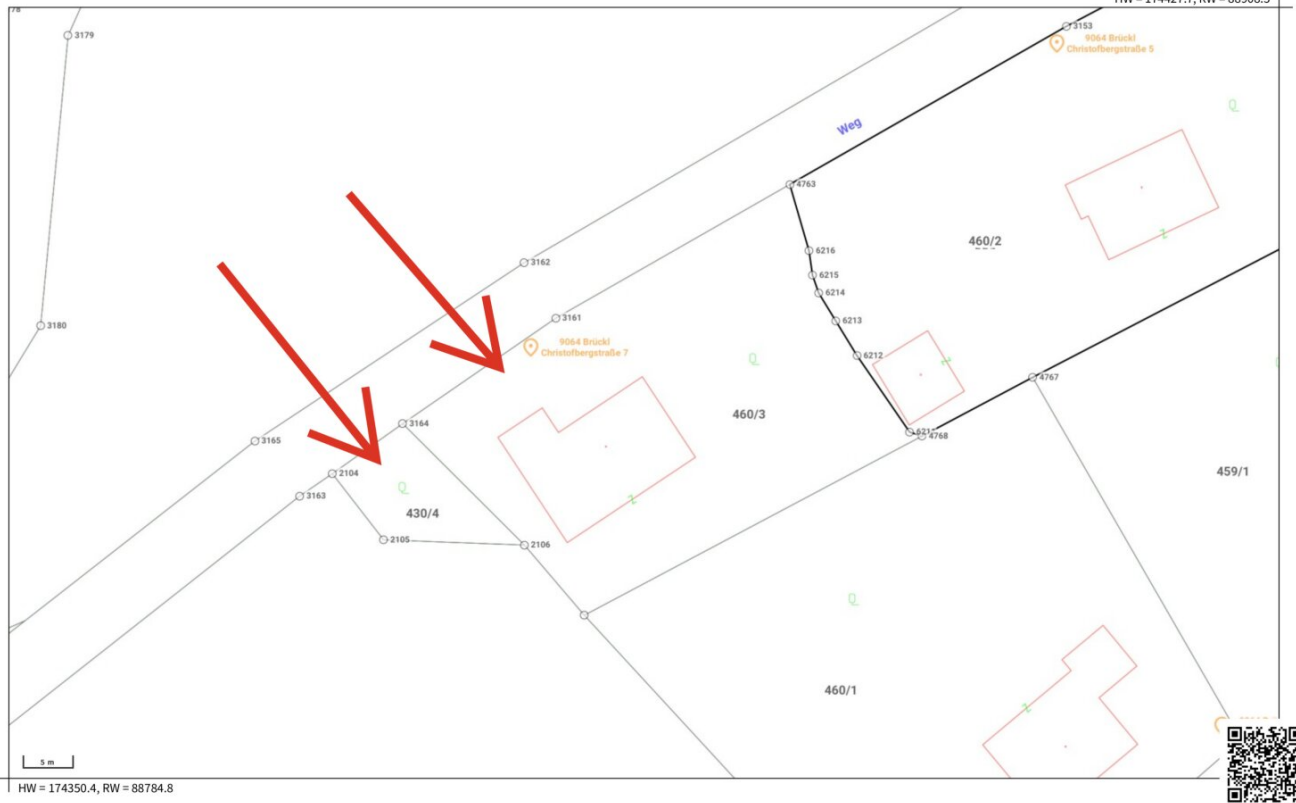 3179
3153
9064 Brückl
Christofbergstraße 5
Q
Weg
4763
6216
460/2
z
3162
6215
6214
3161
6213
3180
9064 Brückl
Christofbergstraße 7
Q
6212
4767
460/3
3164
4768
3165
2104
3163
Q
z
459/1
430/4
2105
2106
Q
460/1
z
5 m
HW = 174350.4, RW = 88784.8